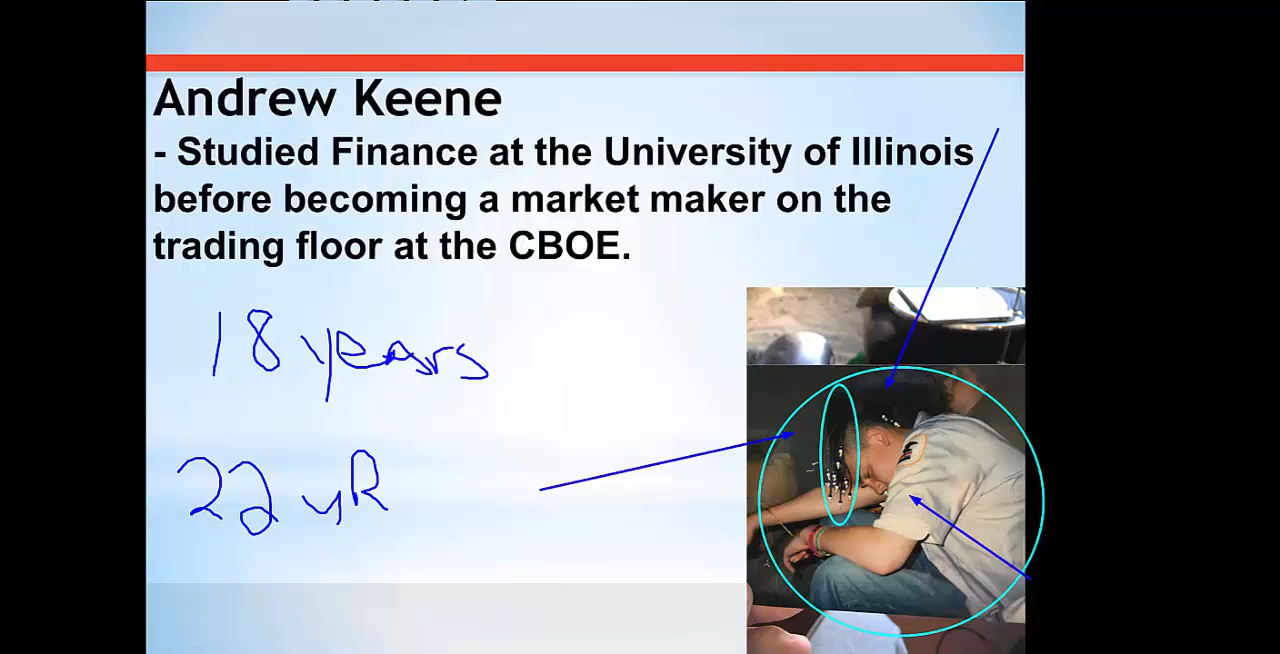 Andrew Keene
- Studied Finance at the University of Illinois
before becoming a market maker on the
trading floor at the CBOE.
18 years
22 yR